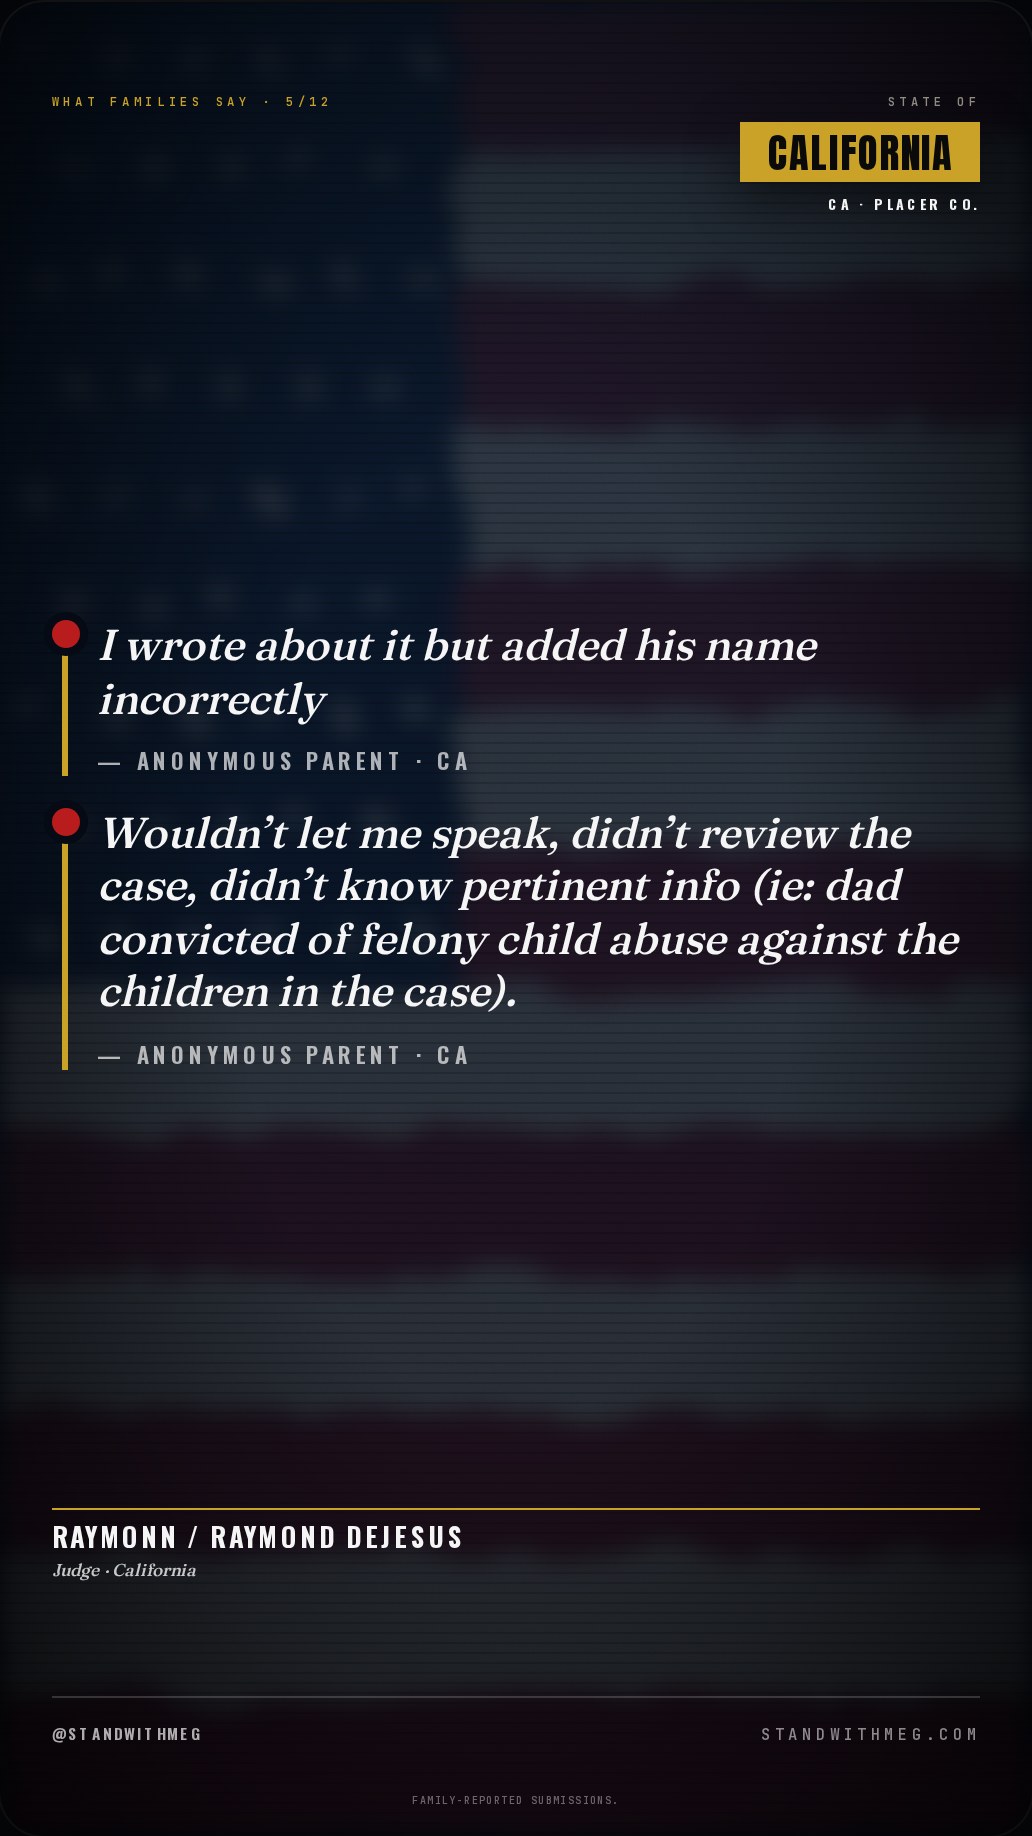 WHAT FAMILIES SAY · 5/12
STATE OF
CALIFORNIA
CA · PLACER CO.
I wrote about it but added his name
incorrectly
— ANONYMOUS PARENT · CA
Wouldn’t let me speak, didn’t review the
case, didn’t know pertinent info (ie: dad
convicted of felony child abuse against the
children in the case).
— ANONYMOUS PARENT · CA
RAYMONN / RAYMOND DEJESUS
Judge · California
@STANDWITHMEG
STANDWITHMEG.COM
FAMILY-REPORTED SUBMISSIONS.